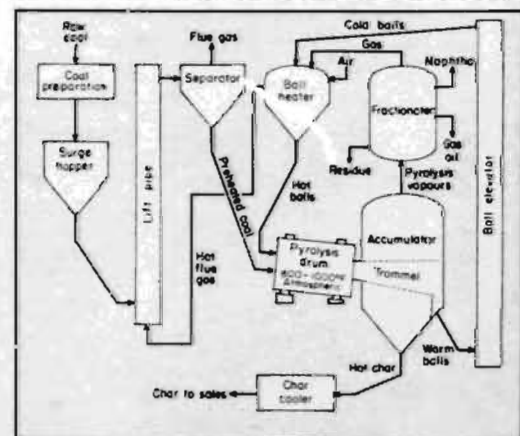 Raw
coal
Coal
preparation
Surge
hopper
Lift pipe
Flue gas
Separator
Preheated coal
Hot
flue
gas
Cold balls
Gas
Air
Ball
heater
Hot
balls
Naphtha
Fractionator
Gas
oil
Residue
Pyrolysis
vapours
Ball elevator
Accumulator
Trommel
Pyrolysis
drum
Atmospheric
Warm
balls
Hot char
Char
cooler
Char to sales